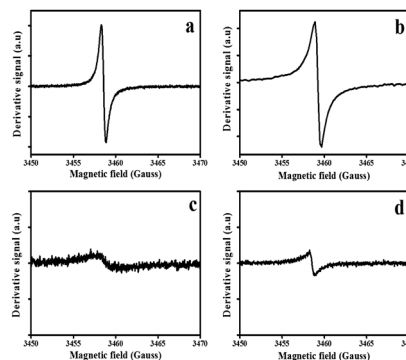 a
Derivative signal (a.u)
3450 3455 3460 3465 3470
Magnetic field (Gauss)
b
Derivative signal (a.u)
3450 3455 3460 3465
Magnetic field (Gauss)
c
Derivative signal (a.u)
3450 3455 3460 3465 3470
Magnetic field (Gauss)
d
Derivative signal (a.u)
3450 3455 3460 3465
Magnetic field (Gauss)